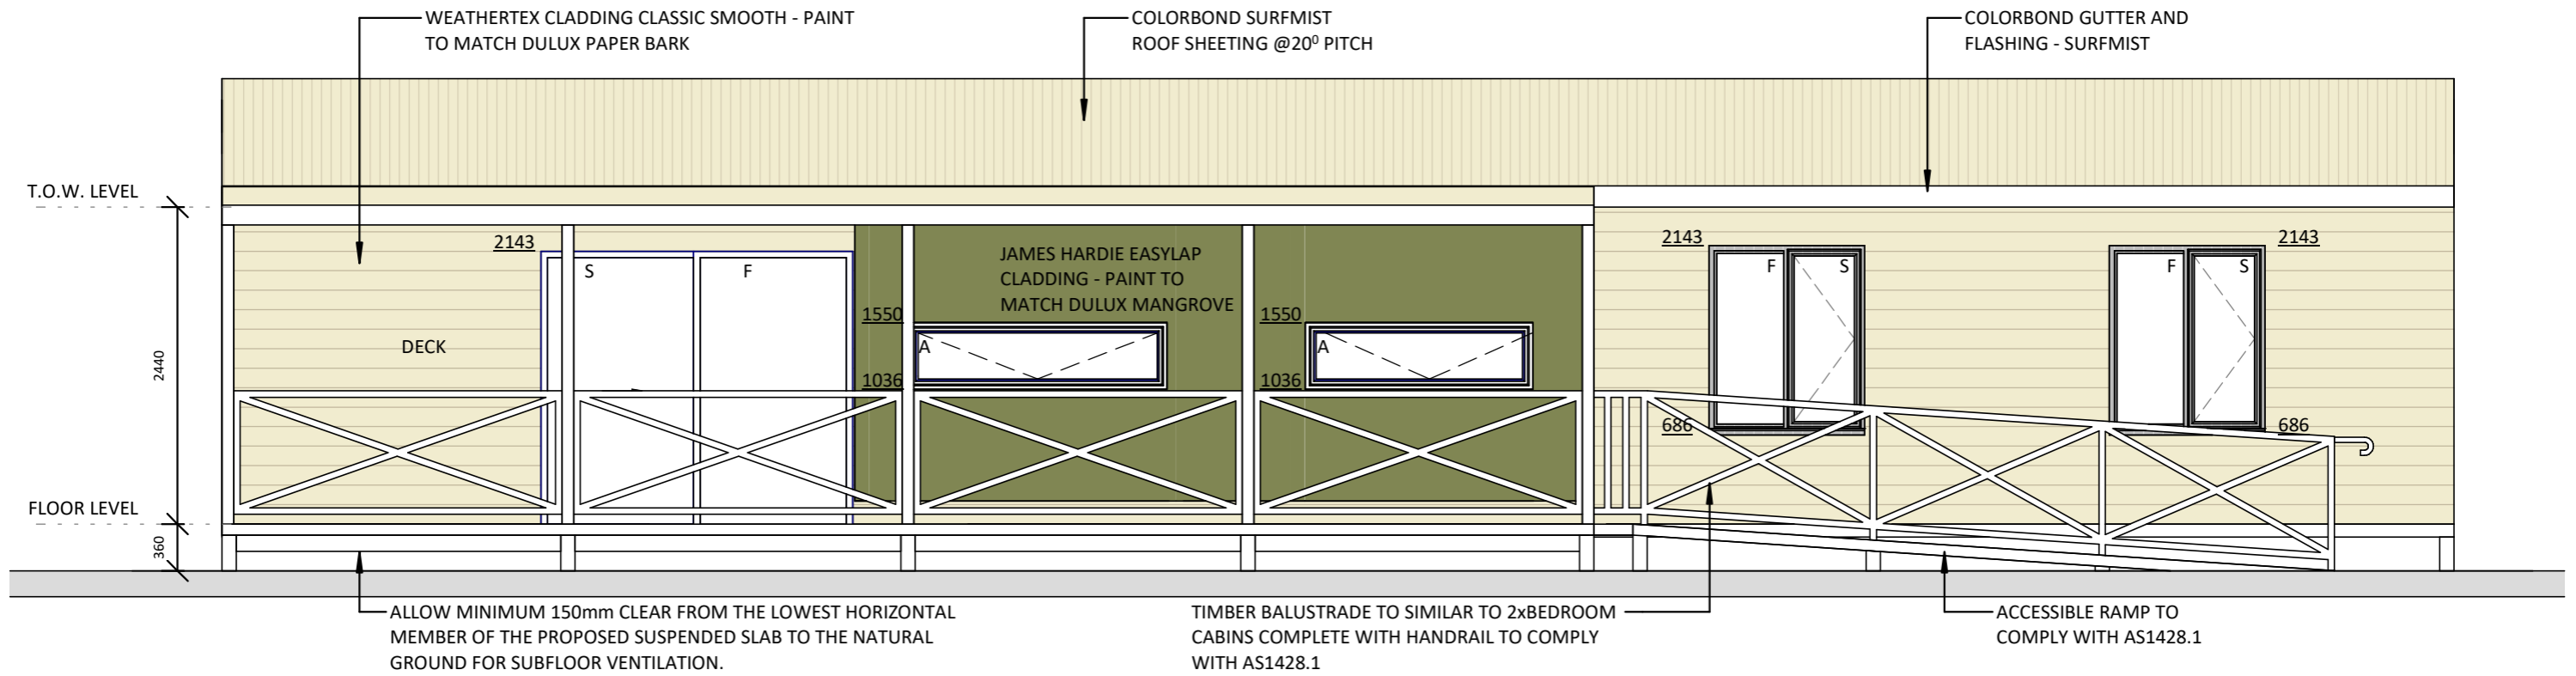 WEATHERTEX CLADDING CLASSIC SMOOTH - PAINT
TO MATCH DULUX PAPER BARK
COLORBOND SURFMIST
ROOF SHEETING @20⁰ PITCH
COLORBOND GUTTER AND
FLASHING - SURFMIST
T.O.W. LEVEL
2143
S
F
JAMES HARDIE EASYLAP
CLADDING - PAINT TO
MATCH DULUX MANGROVE
2143
F
S
F
S
2143
1550
1550
DECK
A
A
2440
1036
1036
686
686
FLOOR LEVEL
360
ALLOW MINIMUM 150mm CLEAR FROM THE LOWEST HORIZONTAL
MEMBER OF THE PROPOSED SUSPENDED SLAB TO THE NATURAL
GROUND FOR SUBFLOOR VENTILATION.
TIMBER BALUSTRADE TO SIMILAR TO 2xBEDROOM
CABINS COMPLETE WITH HANDRAIL TO COMPLY
WITH AS1428.1
ACCESSIBLE RAMP TO
COMPLY WITH AS1428.1